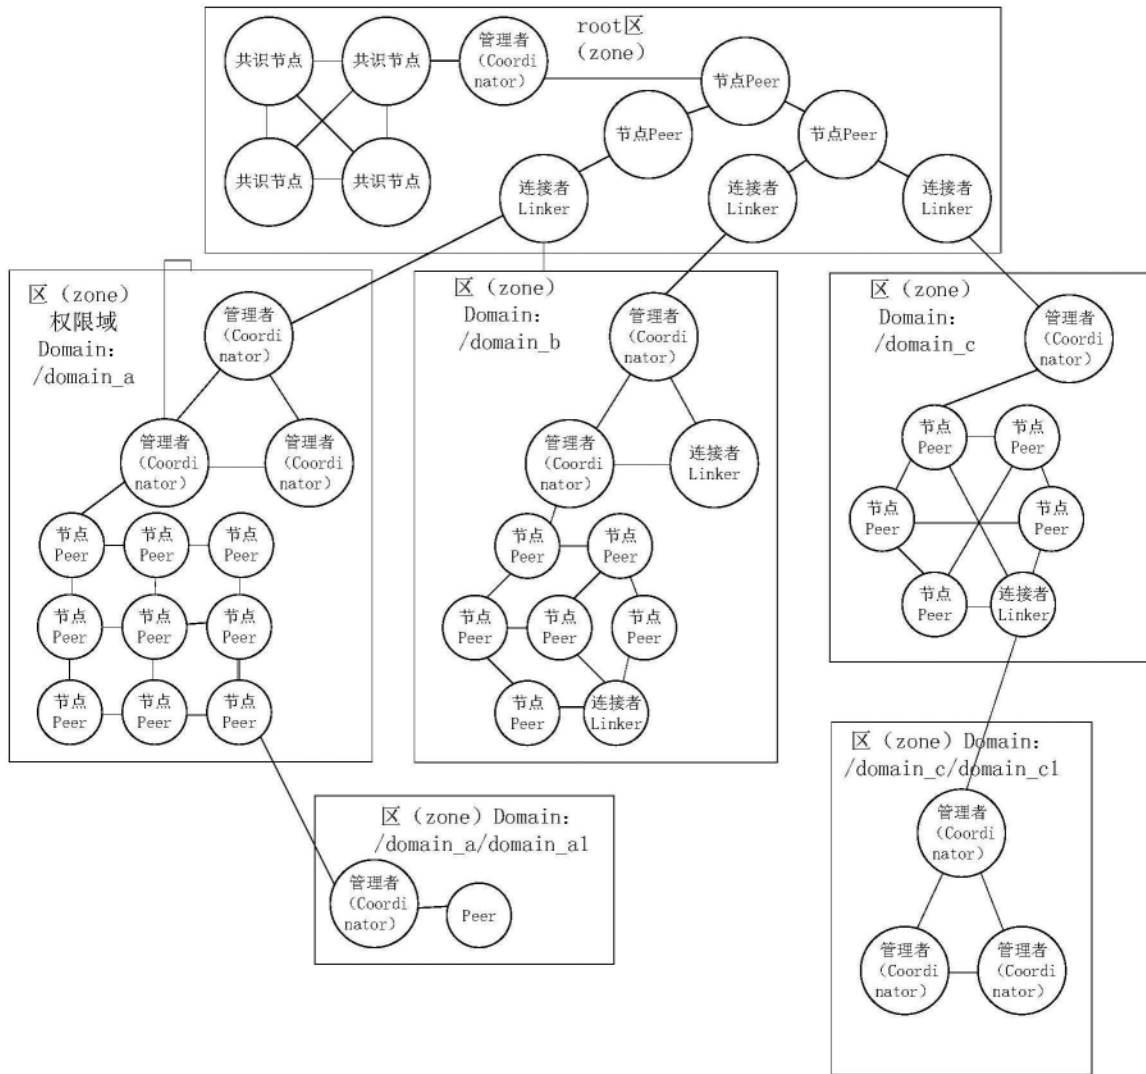 root区
(zone)
共识节点
共识节点
管理者
(Coordi
nator)
节点Peer
节点Peer
节点Peer
共识节点
共识节点
连接者
Linker
连接者
Linker
连接者
Linker
区 (zone)
权限域
Domain:
/domain_a
管理者
(Coordi
nator)
管理者
(Coordi
nator)
管理者
(Coordi
nator)
节点
Peer
节点
Peer
节点
Peer
节点
Peer
节点
Peer
节点
Peer
节点
Peer
节点
Peer
节点
Peer
区 (zone)
Domain:
/domain_b
管理者
(Coordi
nator)
管理者
(Coordi
nator)
连接者
Linker
节点
Peer
节点
Peer
节点
Peer
节点
Peer
节点
Peer
节点
Peer
连接者
Linker
区 (zone)
Domain:
/domain_c
管理者
(Coordi
nator)
节点
Peer
节点
Peer
节点
Peer
节点
Peer
节点
Peer
连接者
Linker
区 (zone) Domain:
/domain_a/domain_a1
管理者
(Coordi
nator)
Peer
区 (zone) Domain:
/domain_c/domain_c1
管理者
(Coordi
nator)
管理者
(Coordi
nator)
管理者
(Coordi
nator)